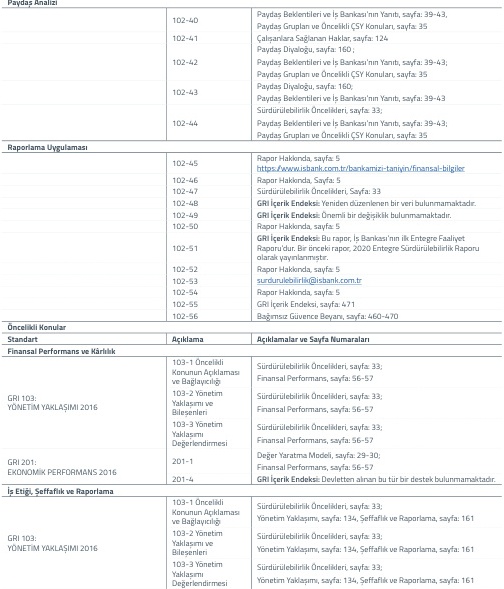 Paydaş Analizi
102-40
Paydaş Beklentileri ve İş Bankası'nın Yanıtı, sayfa: 39-43,
Paydaş Grupları ve Öncelikli ÇSY Konuları, sayfa: 35
102-41
Çalışanlara Sağlanan Haklar, sayfa: 124
102-42
Paydaş Diyaloğu, sayfa: 160 ;
Paydaş Beklentileri ve İş Bankası'nın Yanıtı, sayfa: 39-43;
Paydaş Grupları ve Öncelikli ÇSY Konuları, sayfa: 35
102-43
Paydaş Diyaloğu, sayfa: 160;
Paydaş Beklentileri ve İş Bankası'nın Yanıtı, sayfa: 39-43
102-44
Sürdürülebilirlik Öncelikleri, sayfa: 33;
Paydaş Beklentileri ve İş Bankası'nın Yanıtı, sayfa: 39-43;
Paydaş Grupları ve Öncelikli ÇSY Konuları, sayfa: 35
Raporlama Uygulaması
102-45
Rapor Hakkında, sayfa: 5
https://www.isbank.com.tr/bankamizi-taniyin/finansal-bilgiler
102-46
Rapor Hakkında, Sayfa: 5
102-47
Sürdürülebilirlik Öncelikleri, Sayfa: 33
102-48
GRI İçerik Endeksi: Yeniden düzenlenen bir veri bulunmamaktadır.
102-49
GRI İçerik Endeksi: Önemli bir değişiklik bulunmamaktadır.
102-50
Rapor Hakkında, sayfa: 5
102-51
GRI İçerik Endeksi: Bu rapor, İş Bankası'nın ilk Entegre Faaliyet
Raporu'dur. Bir önceki rapor, 2020 Entegre Sürdürülebilirlik Raporu
olarak yayınlanmıştır.
102-52
Rapor Hakkında, sayfa: 5
102-53
surdurulebilirlik@isbank.com.tr
102-54
Rapor Hakkında, sayfa: 5
102-55
GRI İçerik Endeksi, sayfa: 471
102-56
Bağımsız Güvence Beyanı, sayfa: 460-470
Öncelikli Konular
Standart Açıklama Açıklamalar ve Sayfa Numaraları
Finansal Performans ve Kârlılık
GRI 103:
YÖNETİM YAKLAŞIMI 2016
103-1 Öncelikli
Konunun Açıklaması
ve Bağlayıcılığı
Sürdürülebilirlik Öncelikleri, sayfa: 33;
Finansal Performans, sayfa: 56-57
103-2 Yönetim
Yaklaşımı ve
Bileşenleri
Sürdürülebilirlik Öncelikleri, sayfa: 33;
Finansal Performans, sayfa: 56-57
103-3 Yönetim
Yaklaşımı
Değerlendirmesi
Sürdürülebilirlik Öncelikleri, sayfa: 33;
Finansal Performans, sayfa: 56-57
GRI 201:
EKONOMİK PERFORMANS 2016
201-1
Değer Yaratma Modeli, sayfa: 29-30;
Finansal Performans, sayfa: 56-57
201-4
GRI İçerik Endeksi: Devletten alınan bu tür bir destek bulunmamaktadır.
İş Etiği, Şeffaflık ve Raporlama
GRI 103:
YÖNETİM YAKLAŞIMI 2016
103-1 Öncelikli
Konunun Açıklaması
ve Bağlayıcılığı
Sürdürülebilirlik Öncelikleri, sayfa: 33;
Yönetim Yaklaşımı, sayfa: 134, Şeffaflık ve Raporlama, sayfa: 161
103-2 Yönetim
Yaklaşımı ve
Bileşenleri
Sürdürülebilirlik Öncelikleri, sayfa: 33;
Yönetim Yaklaşımı, sayfa: 134, Şeffaflık ve Raporlama, sayfa: 161
103-3 Yönetim
Yaklaşımı
Değerlendirmesi
Sürdürülebilirlik Öncelikleri, sayfa: 33;
Yönetim Yaklaşımı, sayfa: 134, Şeffaflık ve Raporlama, sayfa: 161